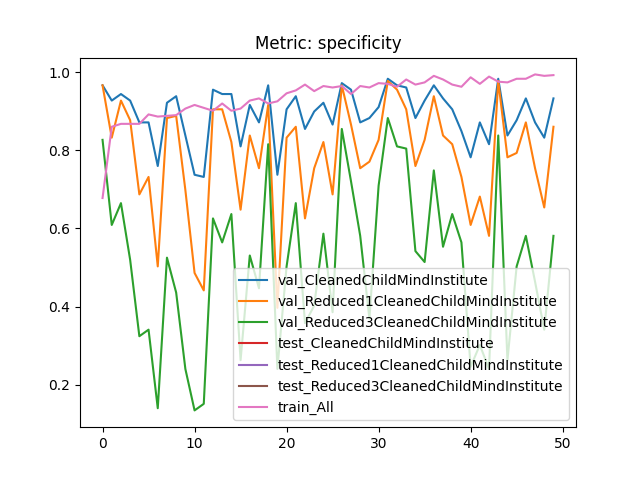 Metric: specificity
1.0
0.8
0.6
0.4
0.2
0
10
20
30
40
50
val_CleanedChildMindInstitute
val_Reduced1CleanedChildMindInstitute
val_Reduced3CleanedChildMindInstitute
test_CleanedChildMindInstitute
test_Reduced1CleanedChildMindInstitute
test_Reduced3CleanedChildMindInstitute
train_All